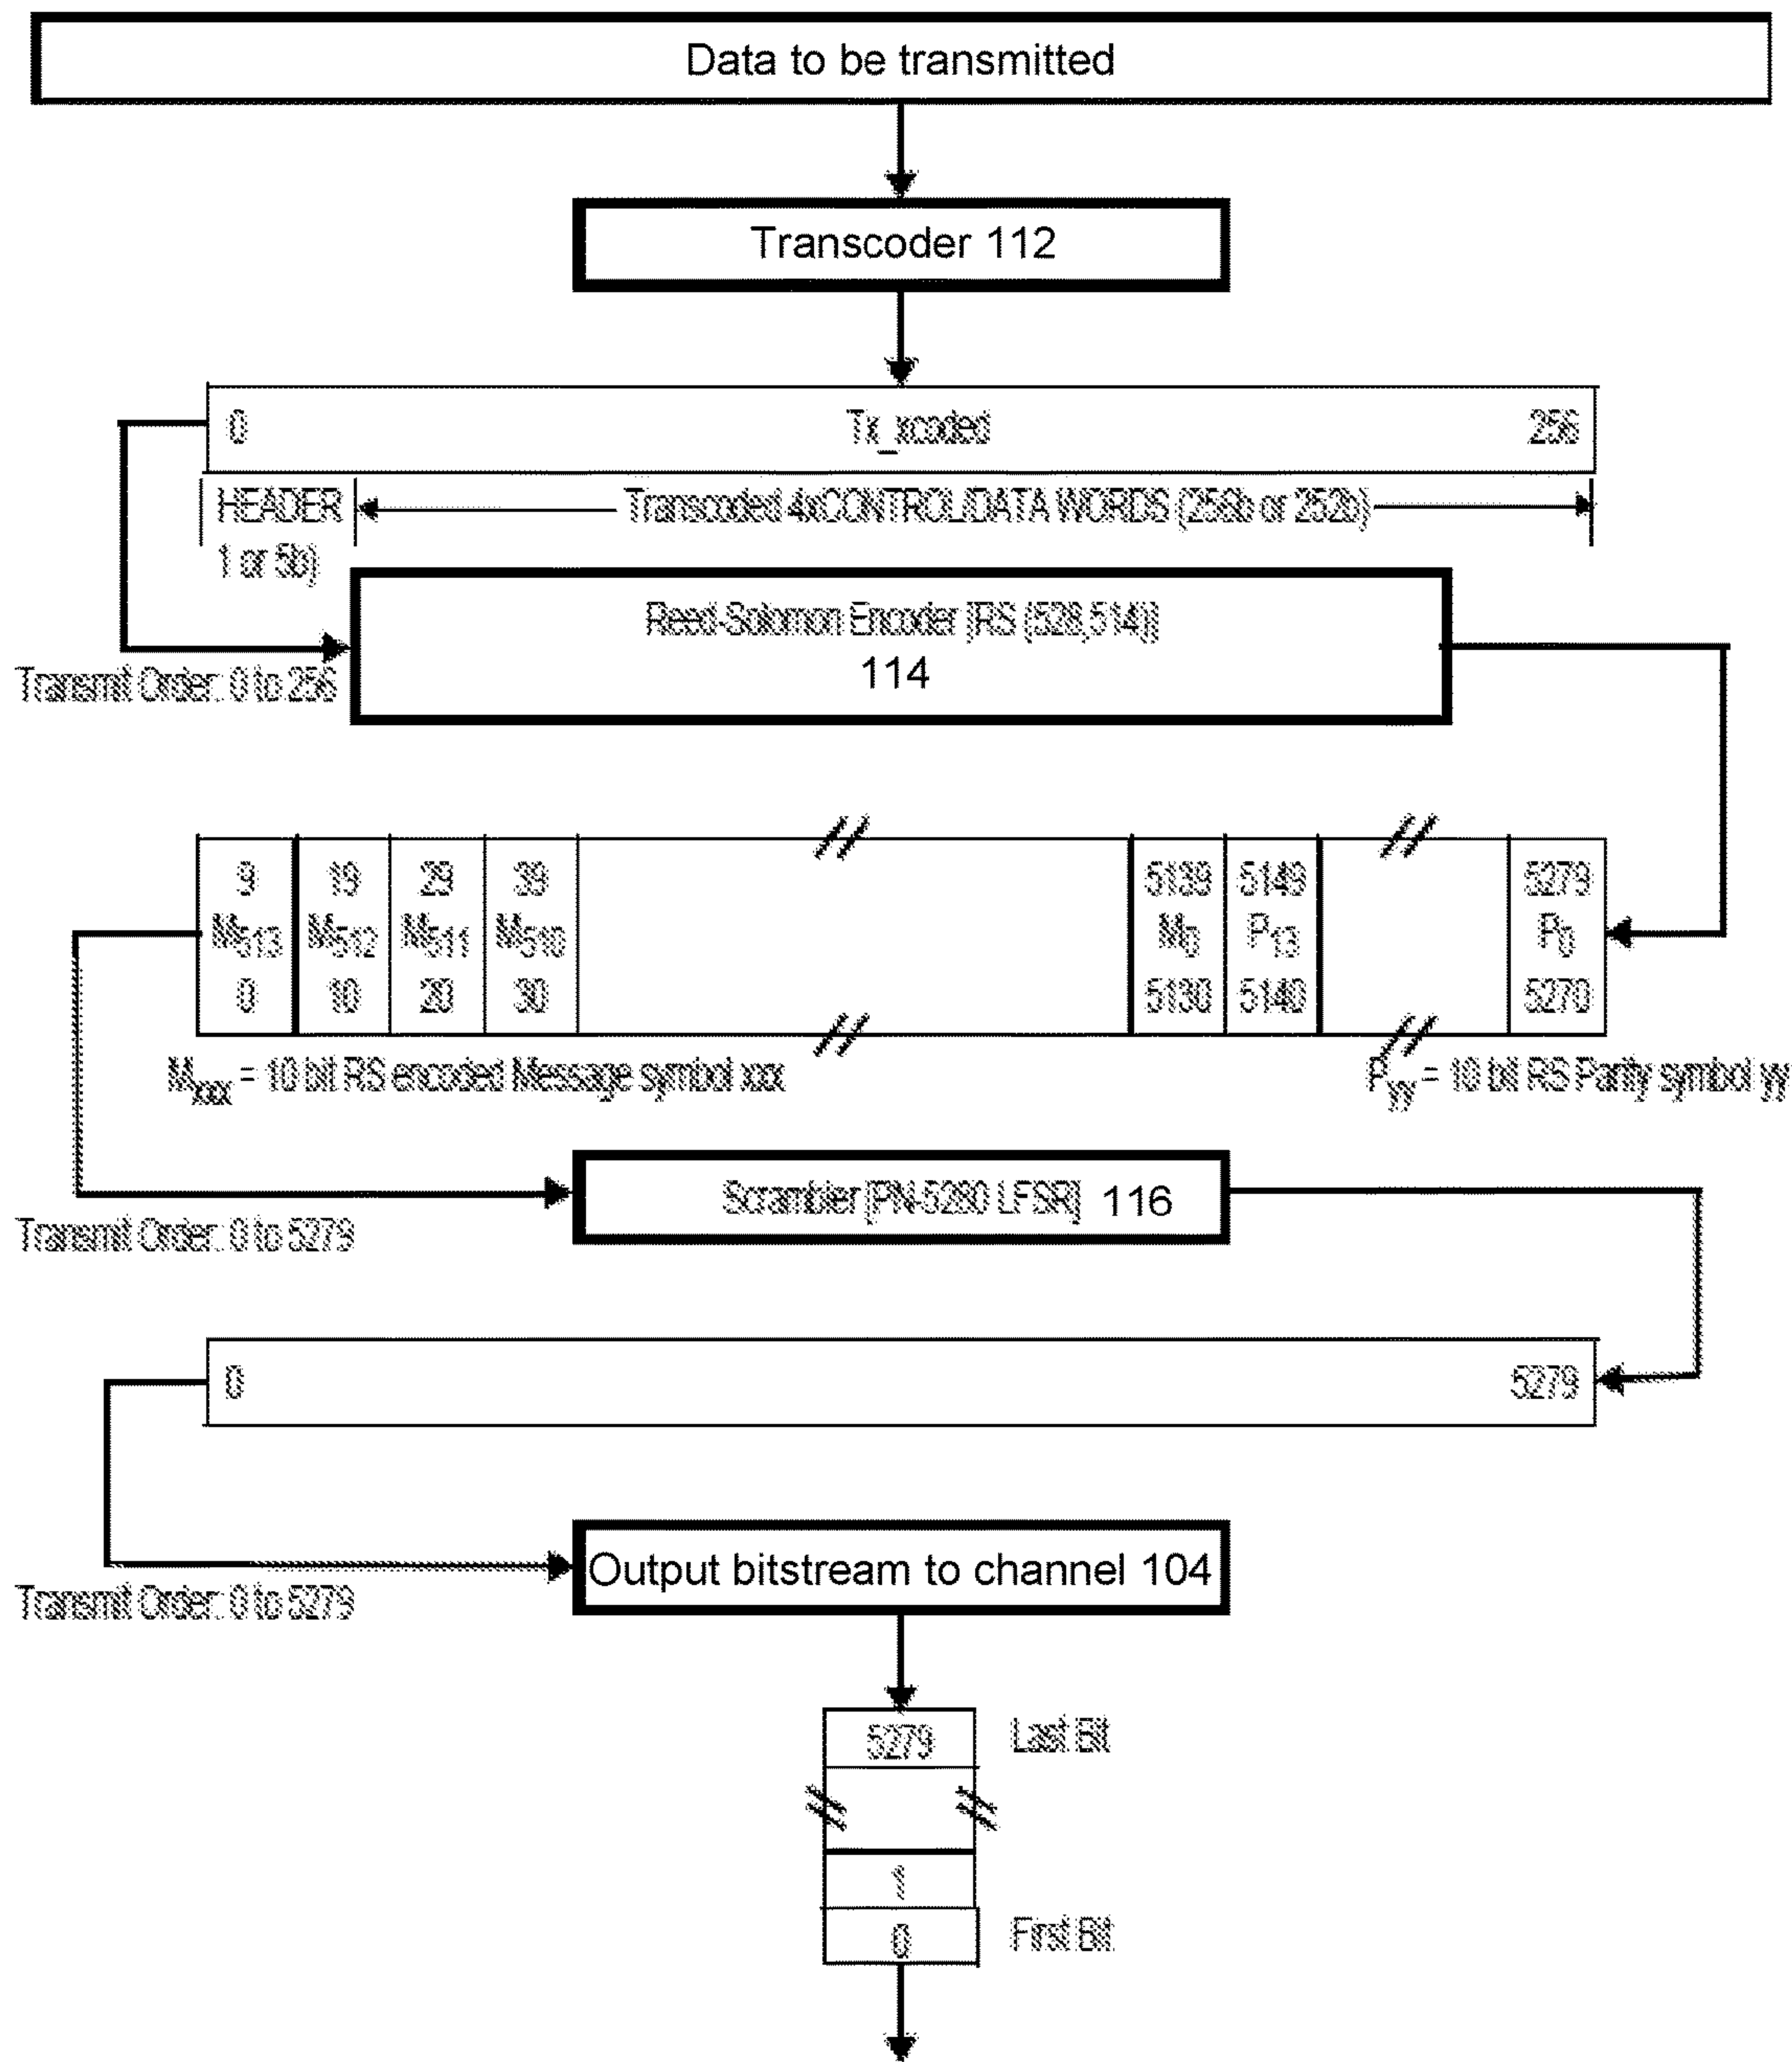 Data to be transmitted
Transcoder 112
0 Tx_xcoded 256
HEADER Transcoded 4xCONTROL/DATA WORDS (256b or 252b)
1 or 5b)
Reed-Solomon Encoder [RS (528,514)]
114
Transmit Order: 0 to 256
9 19 29 39 5139 5149 5279
M513 M512 M511 M510 M0 P13 P0
0 10 20 30 5130 5140 5270
Mxxx = 10 bit RS encoded Message symbol xxx
Pyy = 10 bit RS Parity symbol yy
Scrambler [PN-5280 LFSR] 116
Transmit Order: 0 to 5279
0 5279
Output bitstream to channel 104
Transmit Order: 0 to 5279
5279 Last Bit
1
0 First Bit